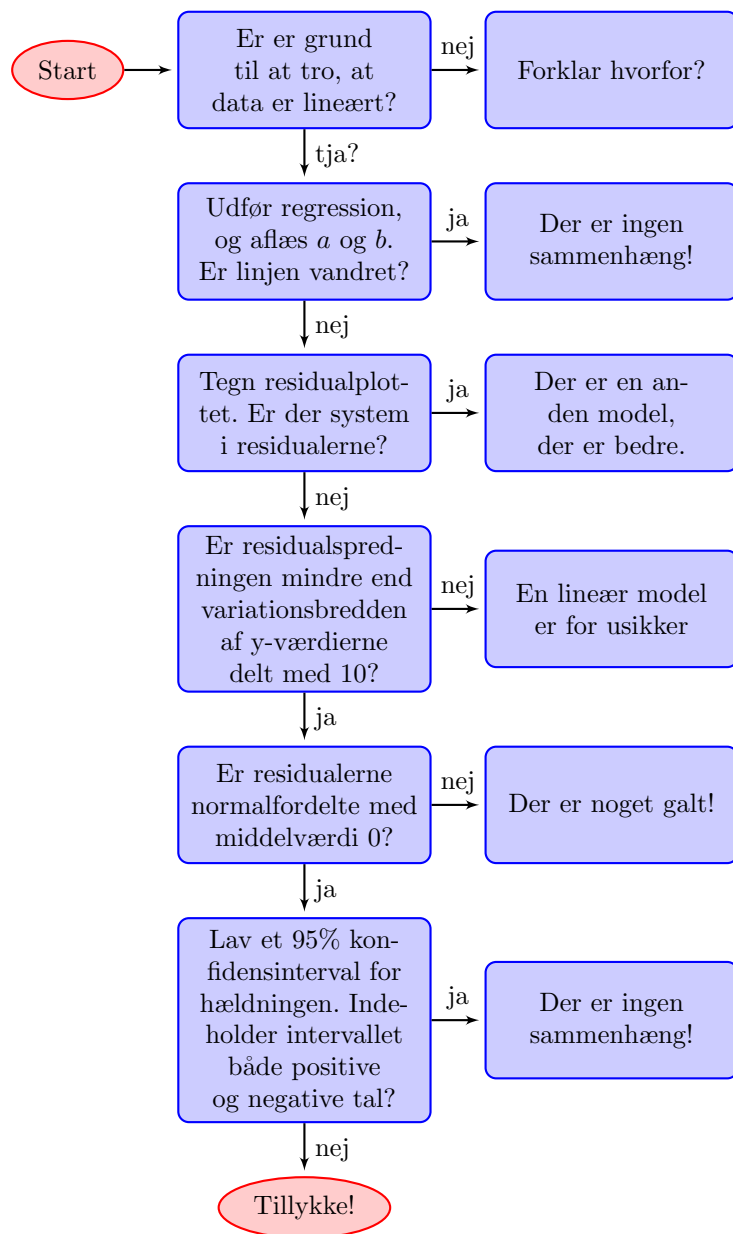 Start
Er er grund
til at tro, at
data er lineært?
nej
Forklar hvorfor?
tja?
Udfør regression,
og aflæs a og b.
Er linjen vandret?
ja
Der er ingen
sammenhæng!
nej
Tegn residualplot-
tet. Er der system
i residualerne?
ja
Der er en an-
den model,
der er bedre.
nej
Er residualspred-
ningen mindre end
variationsbredden
af y-værdierne
delt med 10?
nej
En lineær model
er for usikker
ja
Er residualerne
normalfordelte med
middelværdi 0?
nej
Der er noget galt!
ja
Lav et 95% kon-
fidensinterval for
hældningen. Inde-
holder intervallet
både positive
og negative tal?
ja
Der er ingen
sammenhæng!
nej
Tillykke!